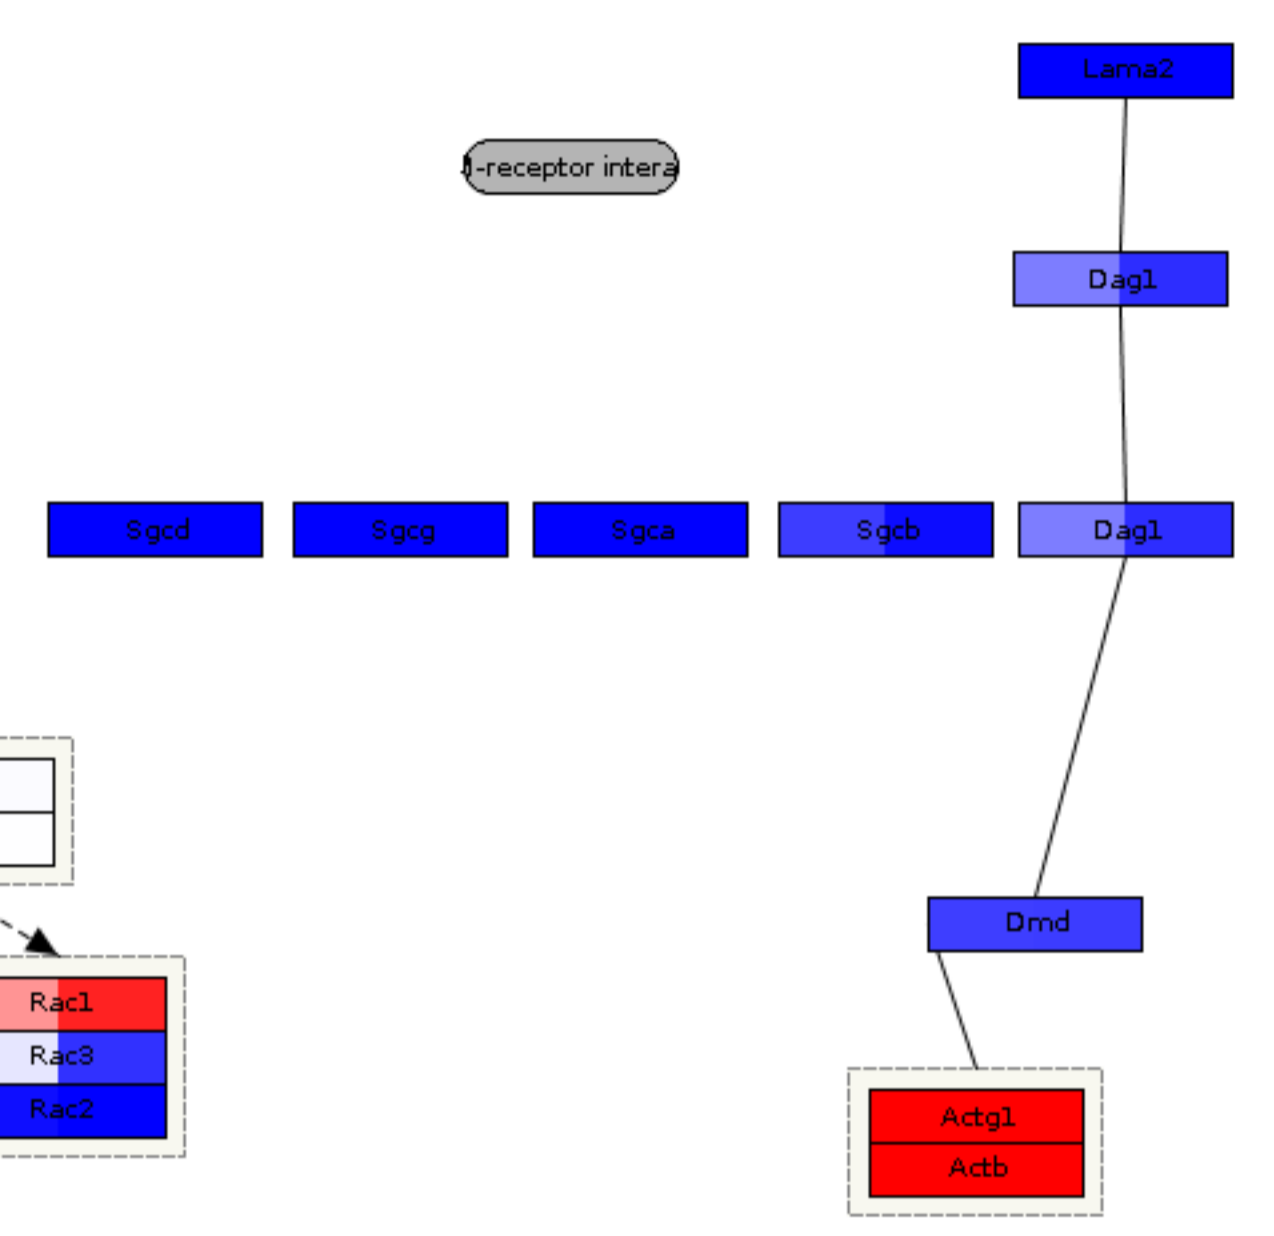 Lama2
-receptor intera
Dag1
Sgcd
Sgcg
Sgca
Sgcb
Dag1
Dmd
Rac1
Rac3
Rac2
Actg1
Actb